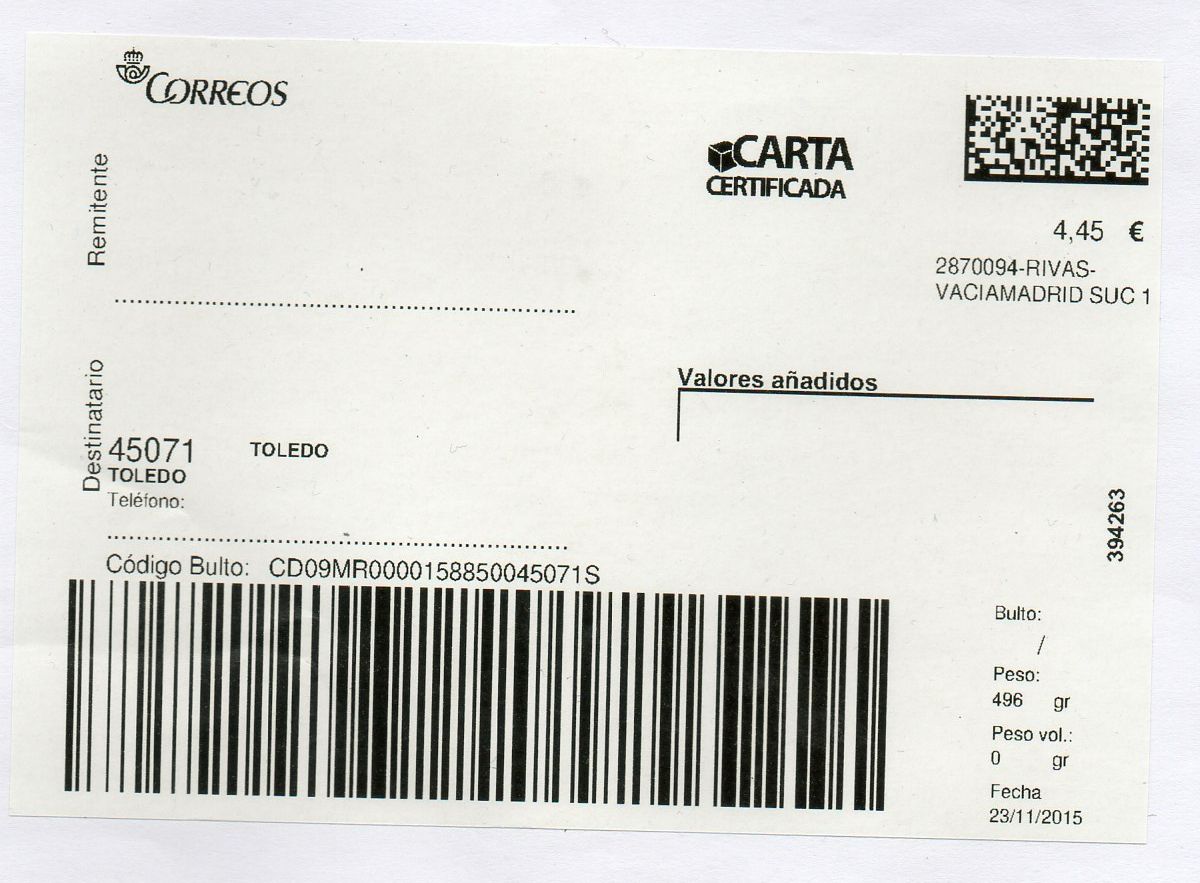 CORREOS
Remitente
CARTA
CERTIFICADA
4,45 €
2870094-RIVAS-
VACIAMADRID SUC 1
Valores añadidos
Destinatario
45071 TOLEDO
TOLEDO
Teléfono:
394263
Código Bulto: CD09MR0000158850045071S
Bulto:
/
Peso:
496 gr
Peso vol.:
0 gr
Fecha
23/11/2015